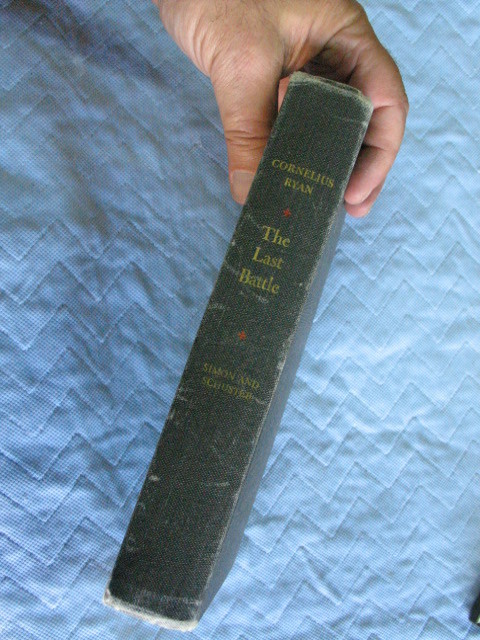 CORNELIUS
RYAN
The
Last
Battle
SIMON AND
SCHUSTER